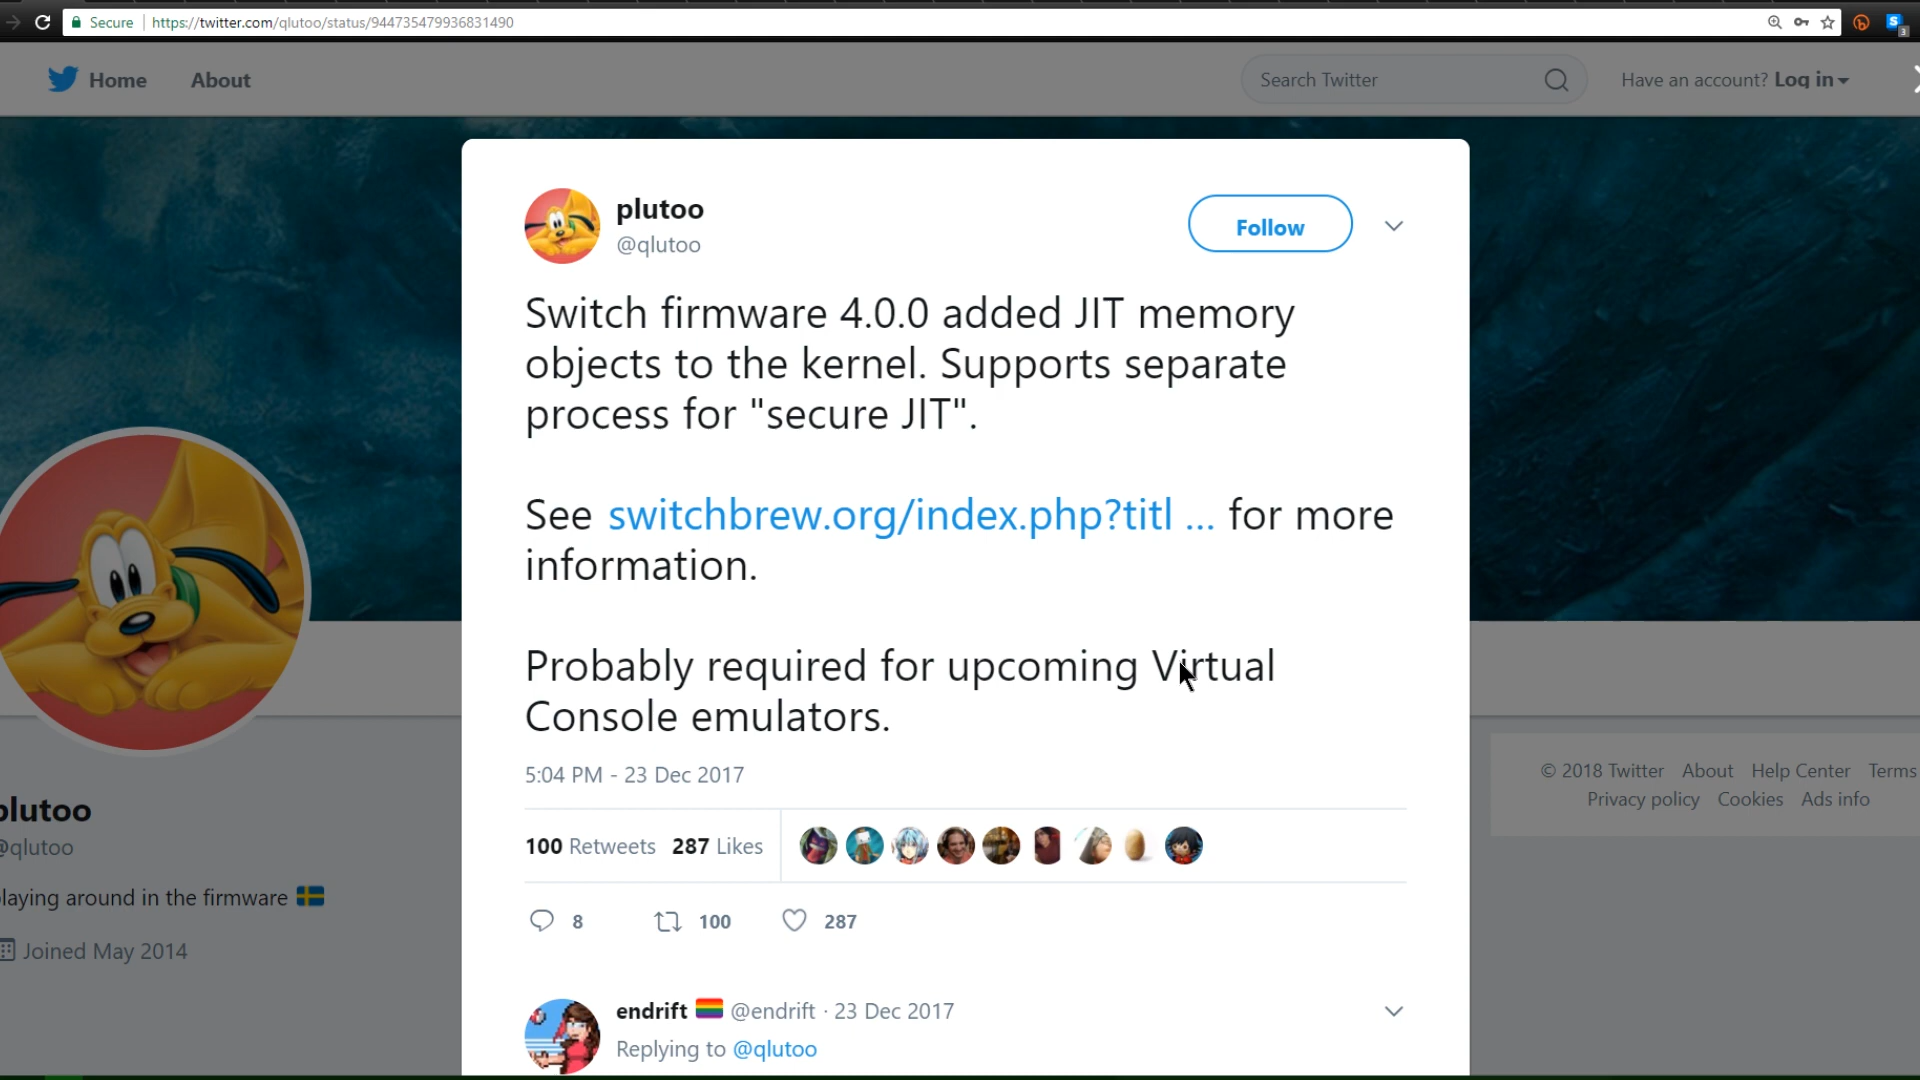 Secure https://twitter.com/qlutoo/status/944735479936831490
3
Home About Search Twitter Have an account? Log in
plutoo
@qlutoo
Follow
Switch firmware 4.0.0 added JIT memory
objects to the kernel. Supports separate
process for "secure JIT".
See switchbrew.org/index.php?titl ... for more
information.
Probably required for upcoming Virtual
Console emulators.
5:04 PM - 23 Dec 2017
100 Retweets 287 Likes
8 100 287
endrift @endrift · 23 Dec 2017
Replying to @qlutoo
plutoo
@qlutoo
laying around in the firmware
Joined May 2014
© 2018 Twitter About Help Center Terms
Privacy policy Cookies Ads info